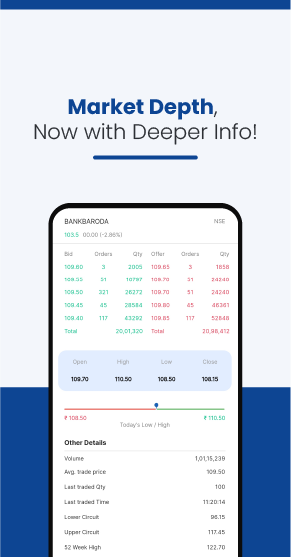 Market Depth,
Now with Deeper Info!
BANKBARODA NSE
103.5 (00.00 (-2.86%)
Bid Orders Qty Offer Orders Qty
109.60 3 2005 109.65 3 1658
109.55 31 10797 109.70 31 24240
109.50 321 26272 109.75 51 24240
109.45 45 28584 109.80 45 46361
109.40 117 43292 109.85 117 52648
Total 20,01,320 Total 20,98,412
Open High Low Close
109.70 110.50 108.50 108.15
₹ 108.50 ₹ 110.50
Today's Low / High
Other Details
Volume 1,01,15,239
Avg. trade price 109.50
Last traded Qty 100
Last traded Time 11:20:14
Lower Circuit 96.15
Upper Circuit 117.45
52 Week High 122.70